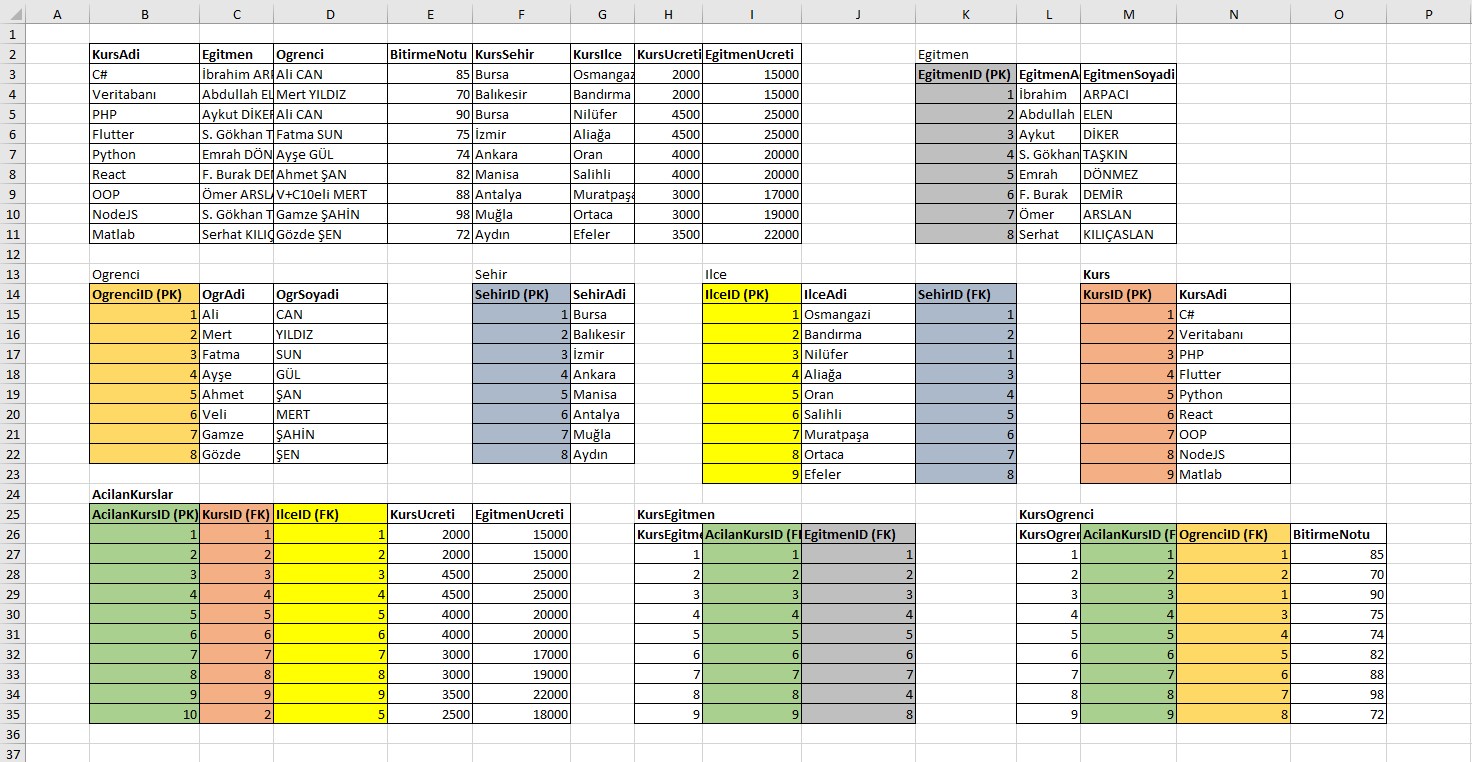 A B C D E F G H I J K L M N O P
1
2 KursAdi Egitmen Ogrenci BitirmeNotu KursSehir KursIlce KursUcreti EgitmenUcreti Egitmen
3 C# İbrahim Ali CAN 85 Bursa 2000 15000 EgitmenID (PK) EgitmenA EgitmenSoyadi
4 Veritabanı Abdullah EL Mert YILDIZ 70 Balıkesir Bandırma 2000 15000 1 İbrahim ARPACI
5 PHP Aykut Ali CAN 90 Bursa Nilüfer 4500 25000 2 Abdullah ELEN
6 Flutter S. Gökhan T Fatma SUN 75 İzmir Aliağa 4500 25000 3 Aykut DİKER
7 Python Emrah DÖN Ayşe GÜL 74 Ankara Oran 4000 20000 4 S. Gökhan TAŞKIN
8 React F. Burak Ahmet ŞAN 82 Manisa Salihli 4000 20000 5 Emrah DÖNMEZ
9 OOP Ömer ARSL V+C10eli MERT 88 Antalya Muratpaşa 3000 17000 6 F. Burak DEMİR
10 NodeJS S. Gökhan T Gamze ŞAHİN 98 Muğla Ortaca 3000 19000 7 Ömer ARSLAN
11 Matlab Serhat Gözde ŞEN 72 Aydın Efeler 3500 22000 8 Serhat KILIÇASLAN
12
13 Ogrenci Sehir Ilce Kurs
14 OgrenciID (PK) OgrAdi OgrSoyadi SehirID (PK) SehirAdi IlceID (PK) IlceAdi SehirID (FK) KursID (PK) KursAdi
15 1 Ali CAN 1 Bursa 1 Osmangazi 1 1 C#
16 2 Mert YILDIZ 2 Balıkesir 2 Bandırma 2 2 Veritabanı
17 3 Fatma SUN 3 İzmir 3 Nilüfer 1 3 PHP
18 4 Ayşe GÜL 4 Ankara 4 Aliağa 3 4 Flutter
19 5 Ahmet ŞAN 5 Manisa 5 Oran 4 5 Python
20 6 Veli MERT 6 Antalya 6 Salihli 5 6 React
21 7 Gamze ŞAHİN 7 Muğla 7 Muratpaşa 6 7 OOP
22 8 Gözde ŞEN 8 Aydın 8 Ortaca 7 8 NodeJS
23 9 Efeler 8 9 Matlab
24 AcilanKurslar
25 AcilanKursID (PK) KursID (FK) IlceID (FK) KursUcreti EgitmenUcreti KursEgitmen KursOgrenci
26 1 1 1 2000 15000 KursEgitme AcilanKursID (F EgitmenID (FK) KursOgrer AcilanKursID (F OgrenciID (FK) BitirmeNotu
27 2 2 2 2000 15000 1 1 1 1 1 1 85
28 3 3 3 4500 25000 2 2 2 2 2 2 70
29 4 4 4 4500 25000 3 3 3 3 3 1 90
30 5 5 5 4000 20000 4 4 4 4 4 3 75
31 6 6 6 4000 20000 5 5 5 5 5 4 74
32 7 7 7 3000 17000 6 6 6 6 6 5 82
33 8 8 8 3000 19000 7 7 7 7 7 6 88
34 9 9 9 3500 22000 8 8 4 8 8 7 98
35 10 2 5 2500 18000 9 9 8 9 9 8 72
36
37